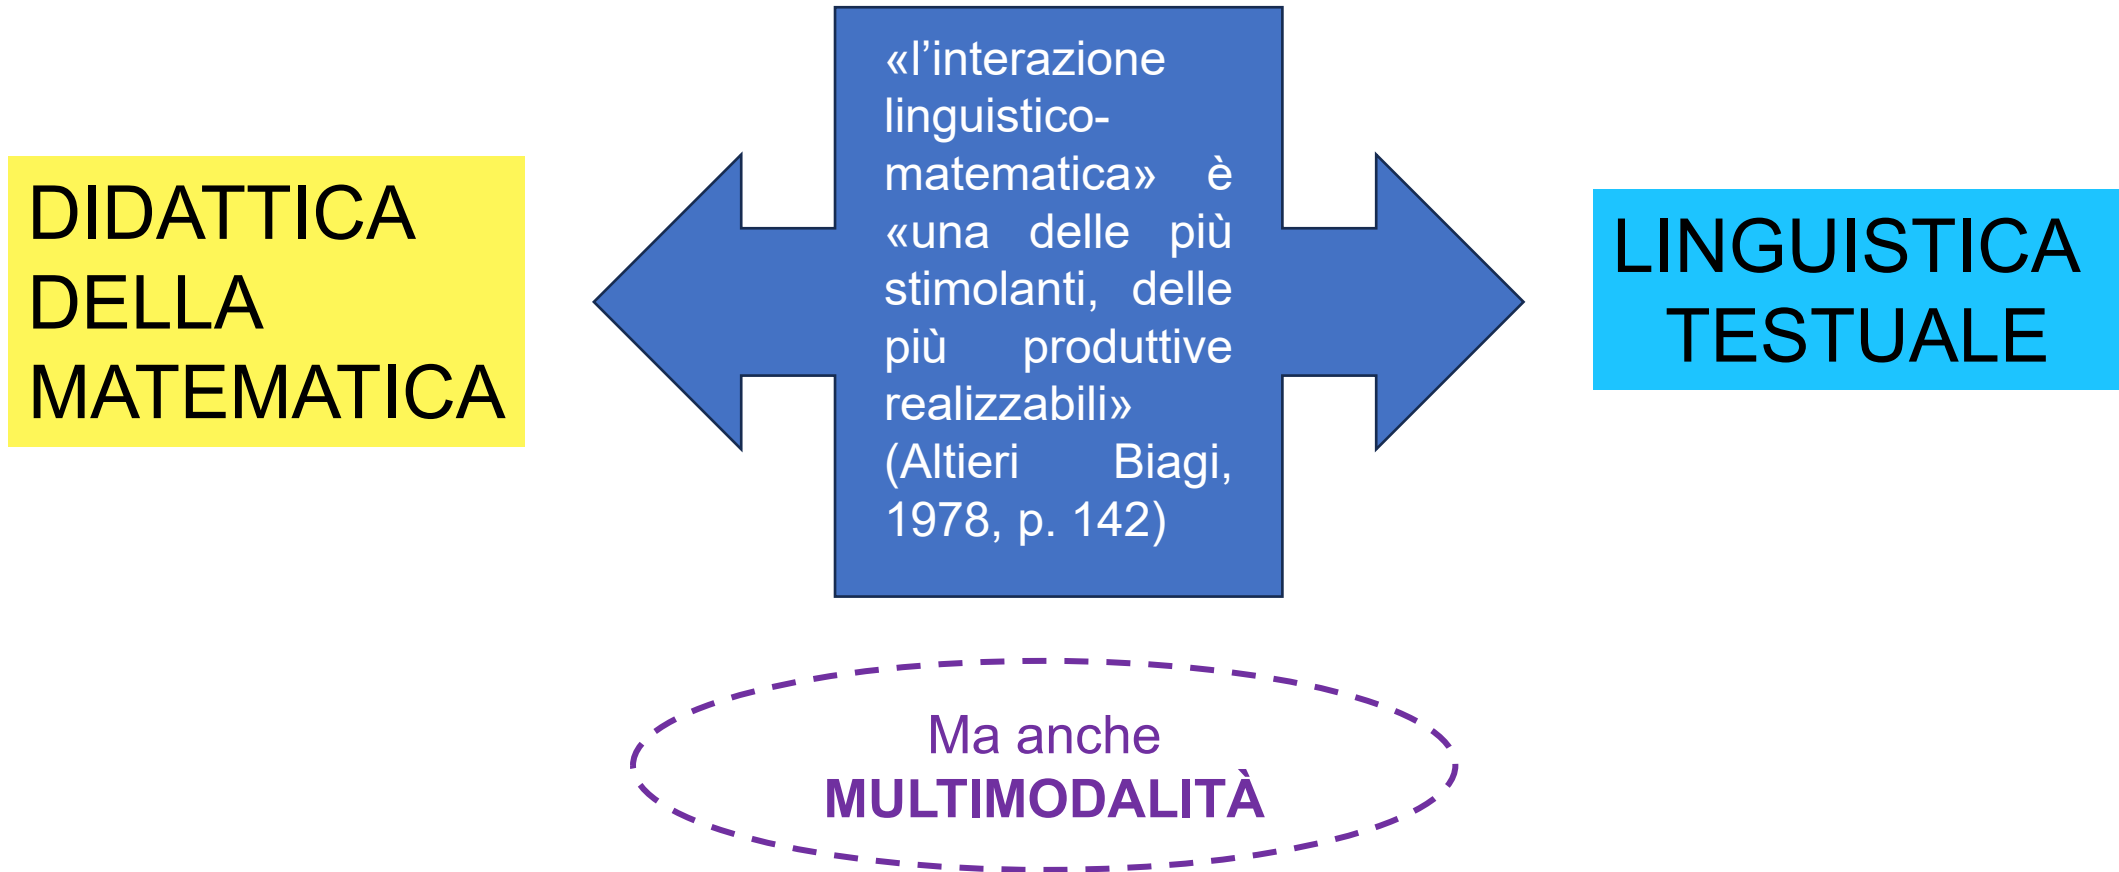 DIDATTICA
DELLA
MATEMATICA
«l’interazione
linguistico-
matematica» è
«una delle più
stimolanti, delle
più produttive
realizzabili»
(Altieri Biagi,
1978, p. 142)
LINGUISTICA
TESTUALE
Ma anche
MULTIMODALITÀ